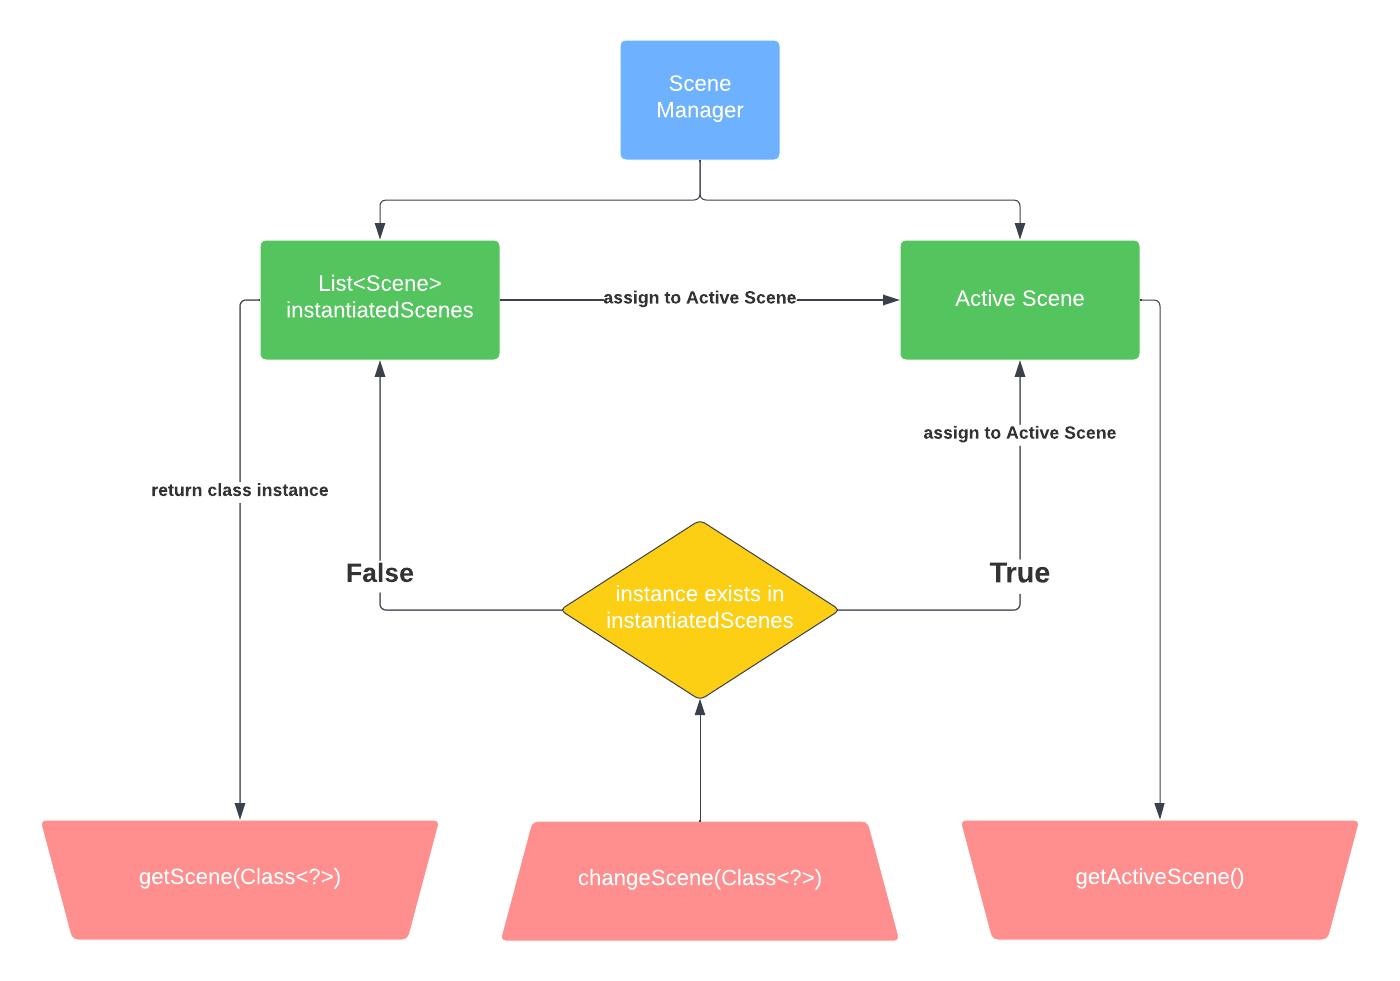 Scene
Manager
List<Scene>
instantiatedScenes
assign to Active Scene
Active Scene
assign to Active Scene
return class instance
False
True
instance exists in
instantiatedScenes
getScene(Class<?>)
changeScene(Class<?>)
getActiveScene()